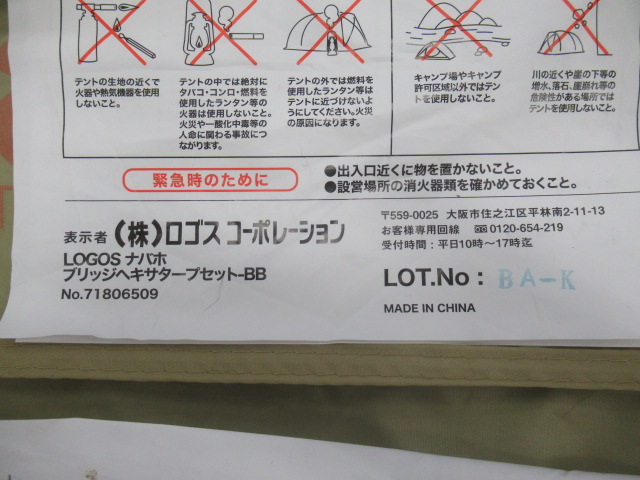 テントの生地の近くで
火器や熱気機器を使用
しないこと。
テントの中では絶対に
タバコ・コンロ・燃料を
使用したランタン等の
火器は使用しないこと。
火災や一酸化中毒等の
人命に関わる事故につ
ながります。
テントの外では燃料を
使用したランタン等は
テントに近づけないよ
うにしてください。火災
の原因になります。
キャンプ場やキャンプ
許可区域以外ではテン
トを使用しないこと。
川の近くや崖の下等の
増水、落石、崖崩れ等の
危険性がある場所では
テントを使用しないこと。
緊急時のために
●出入口近くに物を置かないこと。
●設営場所の消火器類を確かめておくこと。
表示者 (株)ロゴス コーポレーション
LOGOS ナバホ
ブリッジヘキサタープセット-BB
No.71806509
〒559-0025 大阪市住之江区平林南2-11-13
お客様専用回線 0120-654-219
受付時間:平日10時〜17時迄
LOT.No : BA-K
MADE IN CHINA